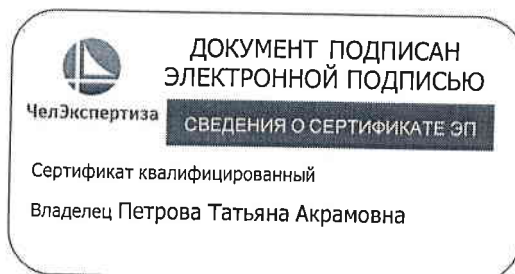 ДОКУМЕНТ ПОДПИСАН
ЭЛЕКТРОННОЙ ПОДПИСЬЮ
ЧелЭкспертиза
СВЕДЕНИЯ О СЕРТИФИКАТЕ ЭП
Сертификат квалифицированный
Владелец Петрова Татьяна Акрамовна